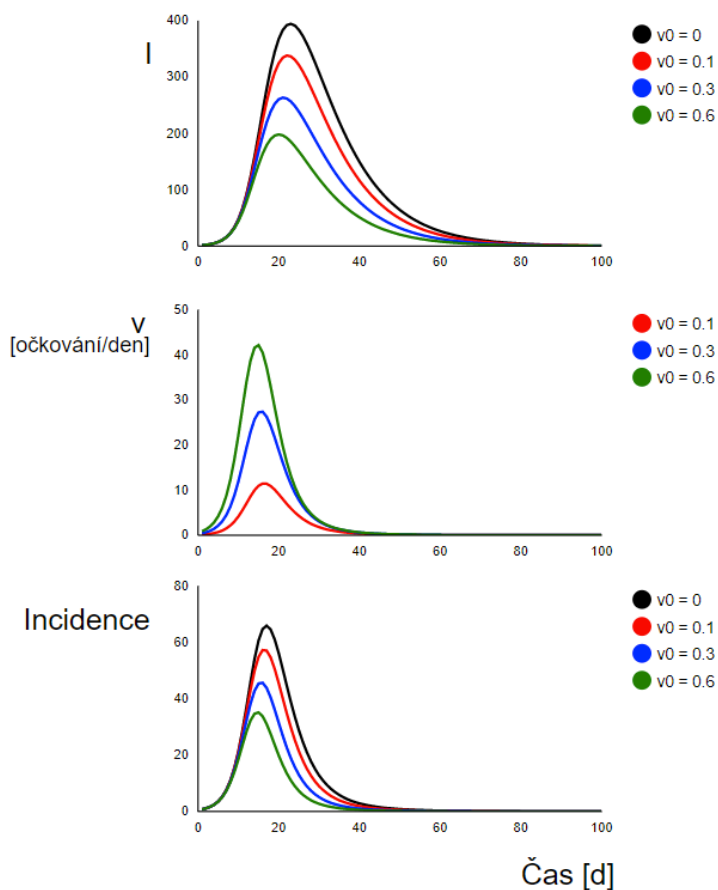 I
400
300
200
100
0
0 20 40 60 80 100
v0 = 0
v0 = 0.1
v0 = 0.3
v0 = 0.6
v
[očkování/den]
50
40
30
20
10
0
0 20 40 60 80 100
v0 = 0.1
v0 = 0.3
v0 = 0.6
Incidence
80
60
40
20
0
0 20 40 60 80 100
v0 = 0
v0 = 0.1
v0 = 0.3
v0 = 0.6
Čas [d]